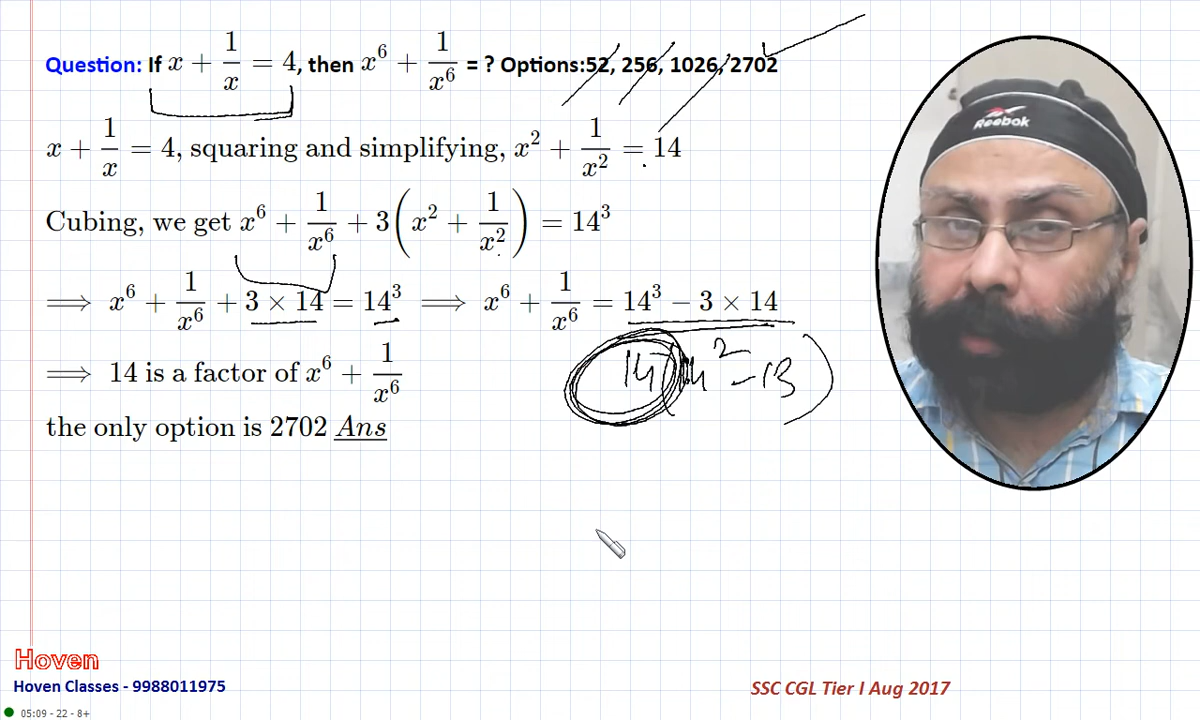 Question: If x + 1/x = 4, then x⁶ + 1/x⁶ = ? Options:52, 256, 1026, 2702
x + 1/x = 4, squaring and simplifying, x² + 1/x² = 14
Cubing, we get x⁶ + 1/x⁶ + 3(x² + 1/x²) = 14³
⟹ x⁶ + 1/x⁶ + 3 × 14 = 14³ ⟹ x⁶ + 1/x⁶ = 14³ − 3 × 14
⟹ 14 is a factor of x⁶ + 1/x⁶
the only option is 2702 Ans
Reebok
Hoven
Hoven Classes - 9988011975
SSC CGL Tier I Aug 2017
05:09 - 22 - 8+